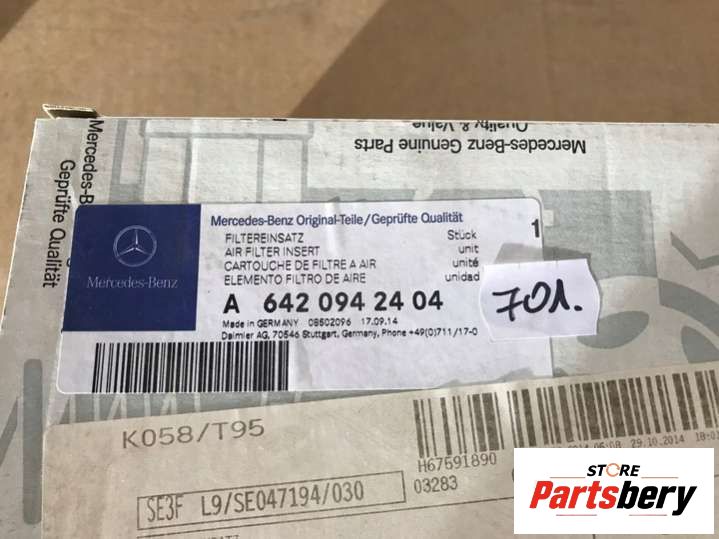 Quality & Value
Mercedes-Benz Genuine Parts
Mercedes-Be
Geprüfte Qualität
Mercedes-Benz
Mercedes-Benz Original-Teile/Geprüfte Qualität
FILTEREINSATZ Stück 1
AIR FILTER INSERT unit
CARTOUCHE DE FILTRE A AIR unité
ELEMENTO FILTRO DE AIRE unidad
A 642 094 24 04
701.
Made in GERMANY 08502096 17.09.14
Daimler AG, 70546 Stuttgart, Germany, Phone +49(0)711/17-0
K058/T95
H67591890
29.10.2014
SE3F L9/SE047194/030
03283
STORE
Partsbery